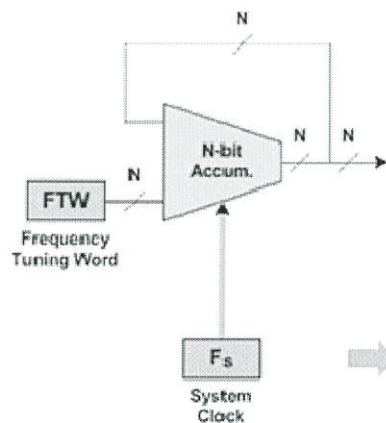 N
N-bit
Accum.
N
N
N
FTW
Frequency
Tuning Word
Fs
System
Clock